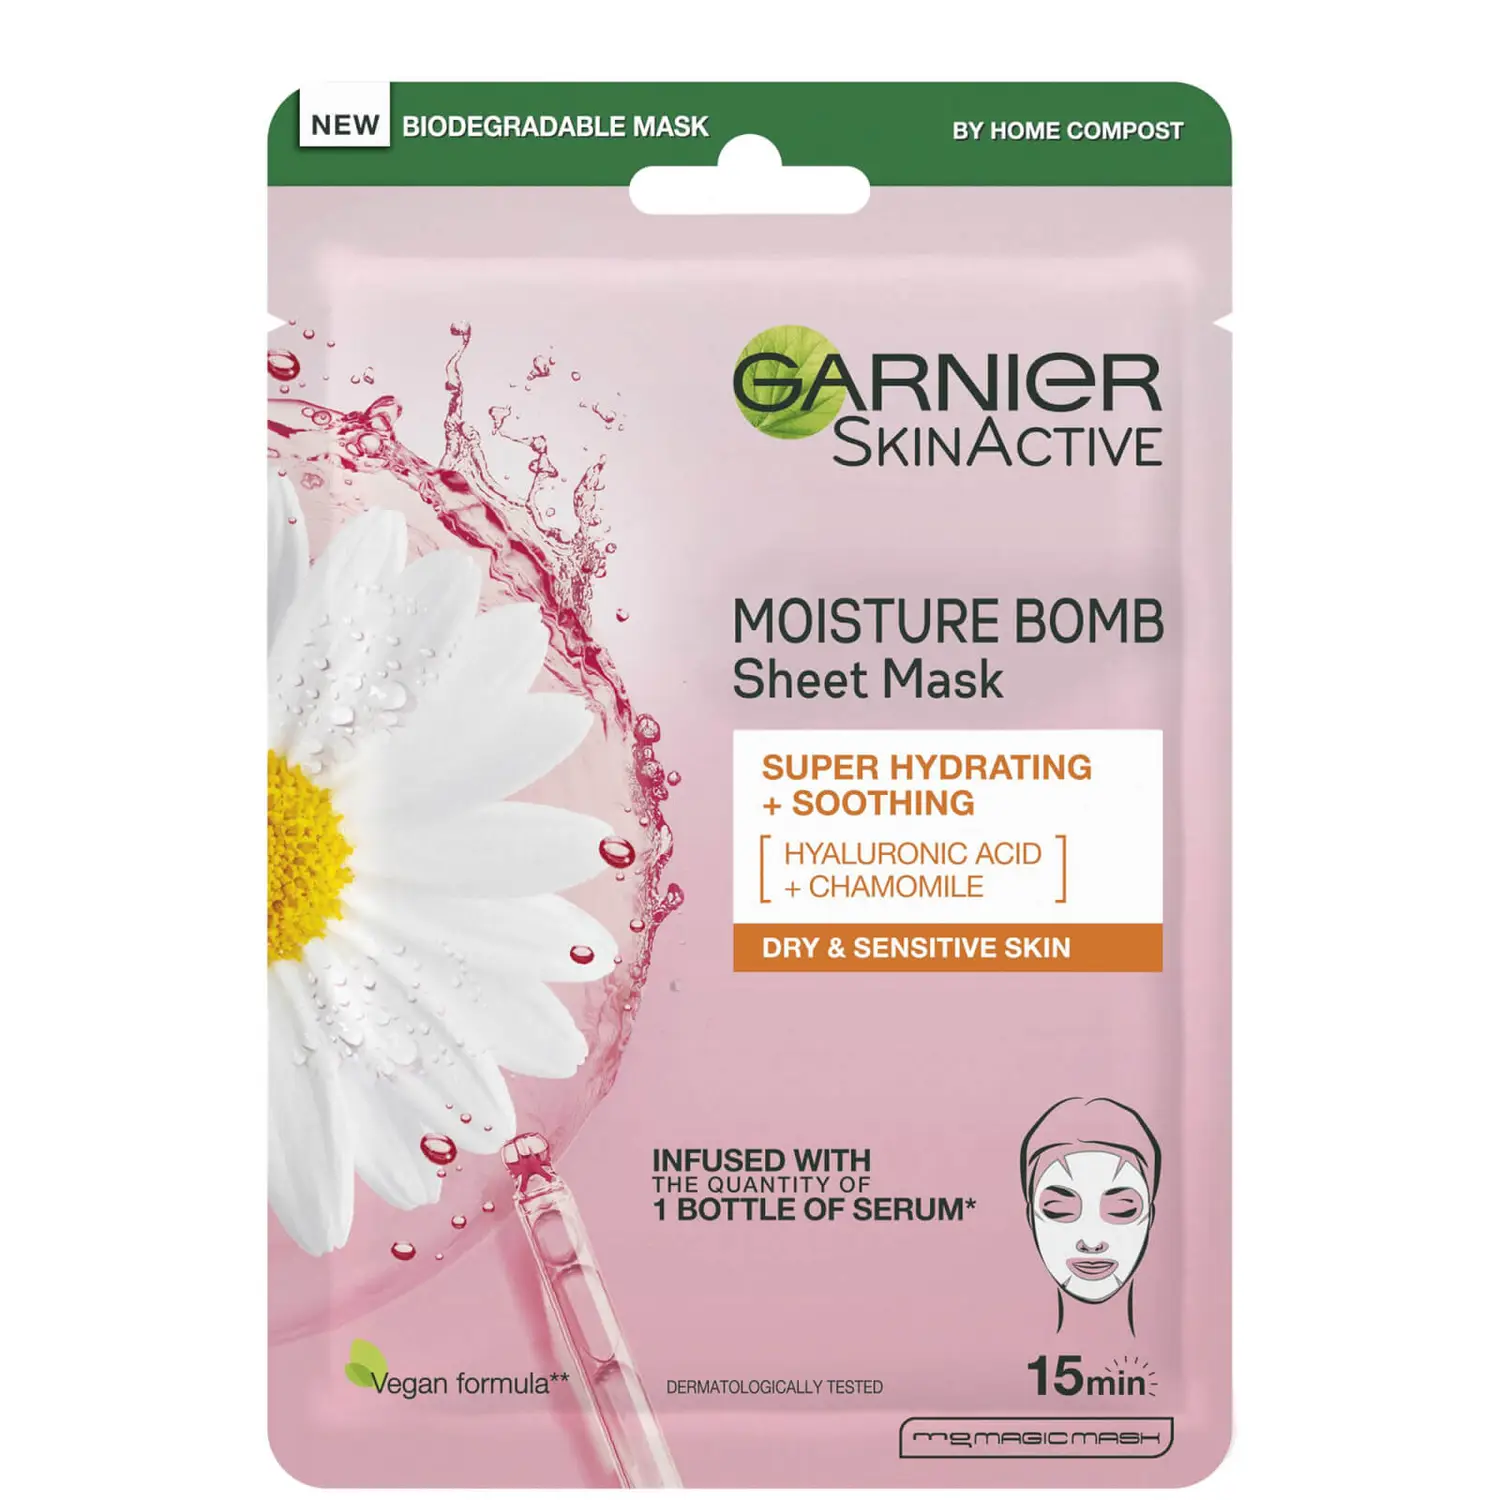 NEW BIODEGRADABLE MASK BY HOME COMPOST
GARNIER
SKINACTIVE
MOISTURE BOMB
Sheet Mask
SUPER HYDRATING
+ SOOTHING
[ HYALURONIC ACID
+ CHAMOMILE ]
DRY & SENSITIVE SKIN
INFUSED WITH
THE QUANTITY OF
1 BOTTLE OF SERUM*
15min
Vegan formula**
DERMATOLOGICALLY TESTED
mg MAGIC MASK